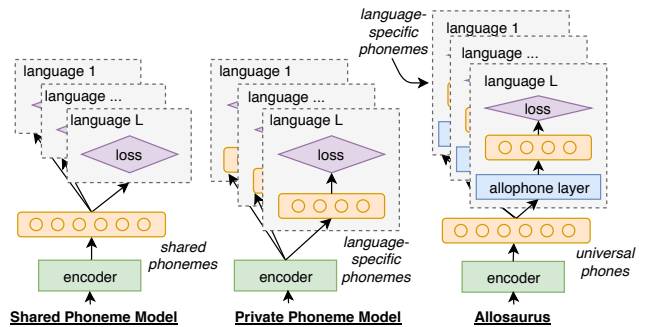 language 1
language ...
language L
loss
shared
phonemes
encoder
Shared Phoneme Model
language 1
language ...
language L
loss
language-
specific
phonemes
encoder
Private Phoneme Model
language-
specific
phonemes
language 1
language ...
language L
loss
allophone layer
universal
phones
encoder
Allosaurus